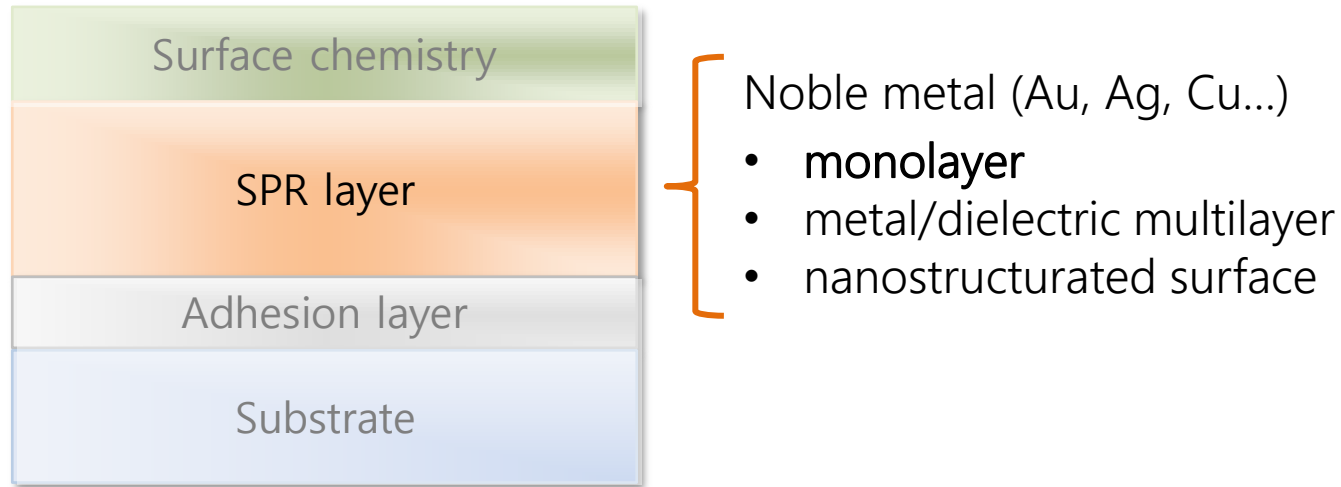 Surface chemistry
SPR layer
Adhesion layer
Substrate
Noble metal (Au, Ag, Cu...)
• monolayer
• metal/dielectric multilayer
• nanostructurated surface